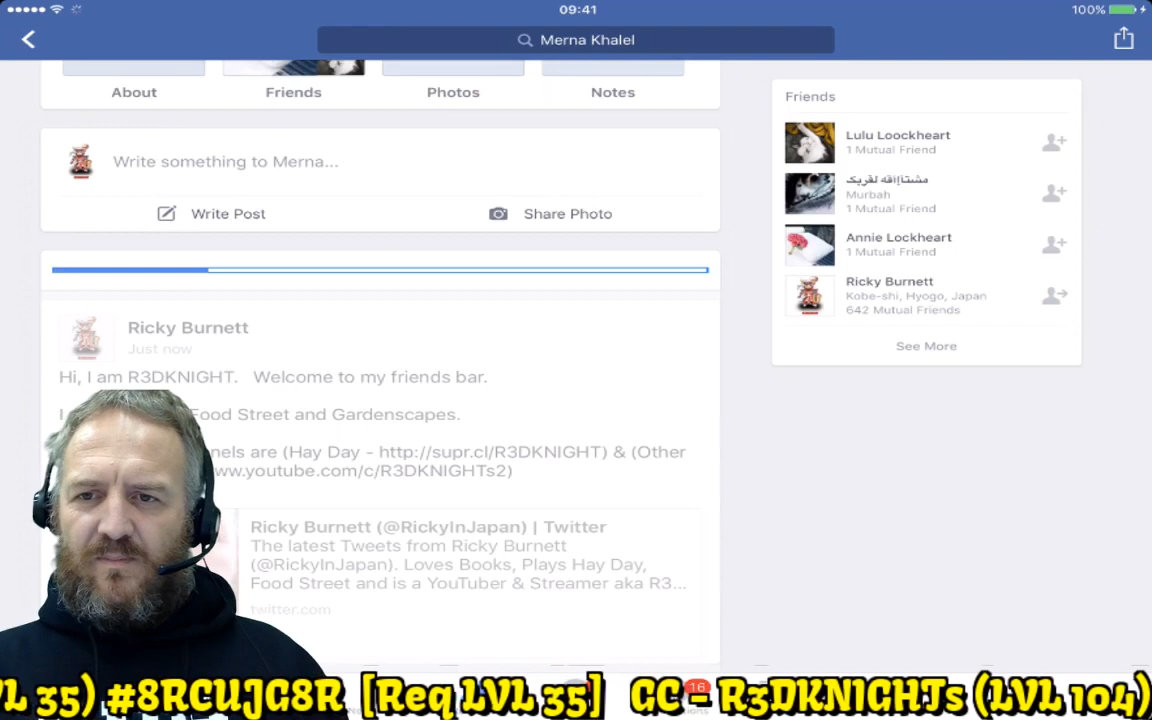 09:41
100%
Merna Khalel
About
Friends
Photos
Notes
Write something to Merna...
Write Post
Share Photo
Ricky Burnett
Just now
Hi, I am R3DKNIGHT. Welcome to my friends bar.
I Food Street and Gardenscapes.
nels are (Hay Day - http://supr.cl/R3DKNIGHT) & (Other
ww.youtube.com/c/R3DKNIGHTs2)
Ricky Burnett (@RickyInJapan) | Twitter
The latest Tweets from Ricky Burnett
(@RickyInJapan). Loves Books, Plays Hay Day,
Food Street and is a YouTuber & Streamer aka R3...
twitter.com
Friends
Lulu Loockheart
1 Mutual Friend
Murbah
1 Mutual Friend
Annie Lockheart
1 Mutual Friend
Ricky Burnett
Kobe-shi, Hyogo, Japan
642 Mutual Friends
See More
16
VL 35) #8RCUJC8R [Req LVL 35] GC - R3DKNIGHTs (LVL 104)